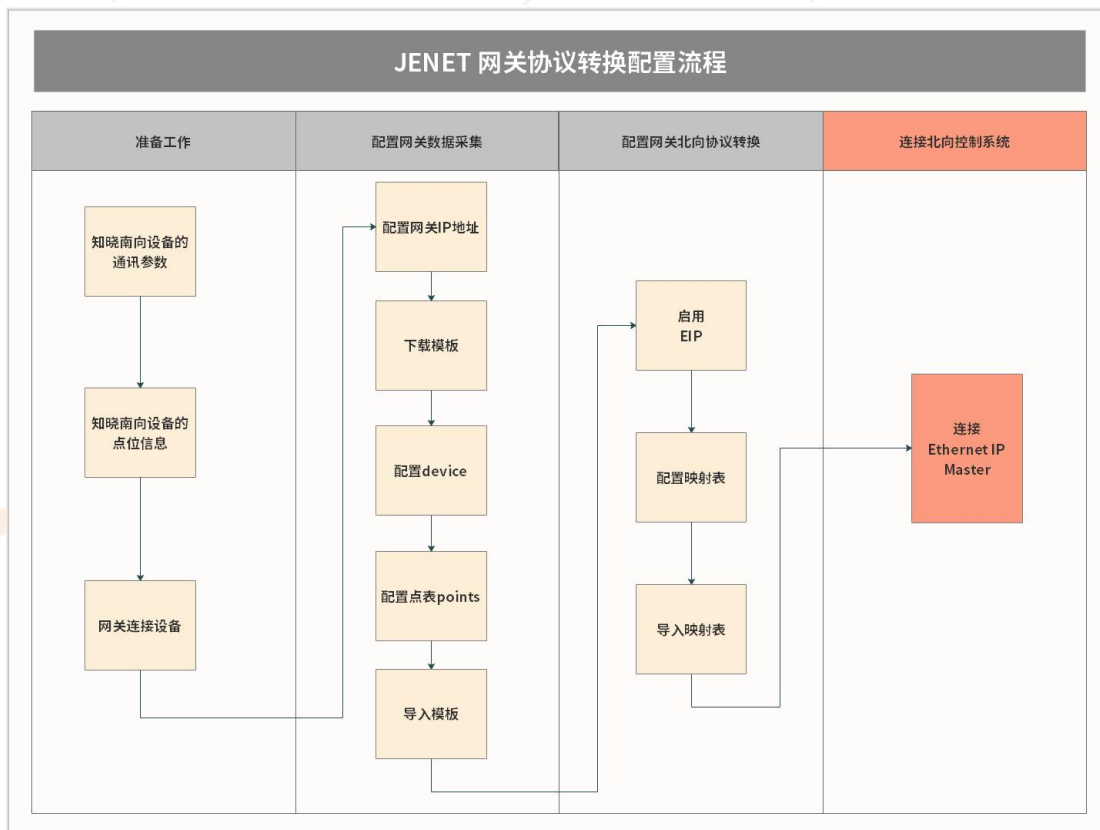 JENET 网关协议转换配置流程
准备工作
配置网关数据采集
配置网关北向协议转换
连接北向控制系统
知晓南向设备的
通讯参数
知晓南向设备的
点位信息
网关连接设备
配置网关IP地址
下载模板
配置device
配置点表points
导入模板
启用
EIP
配置映射表
导入映射表
连接
Ethernet IP
Master